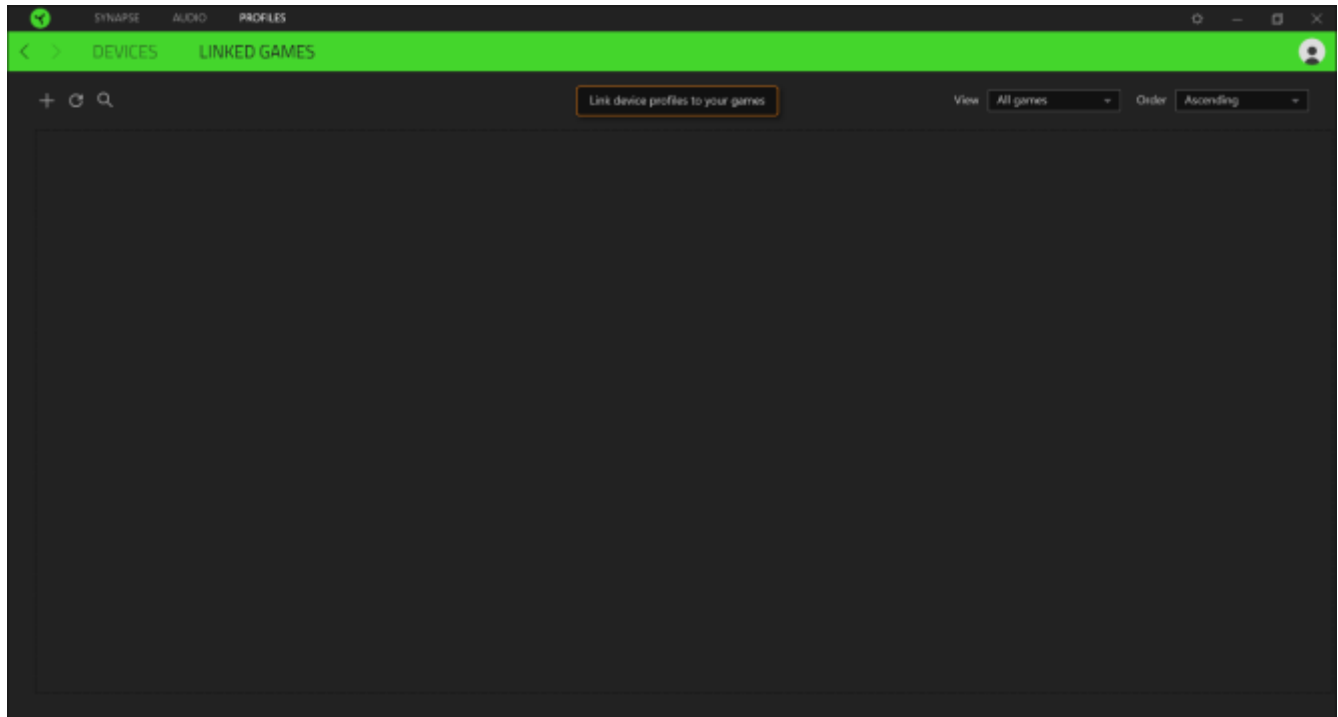 SYNAPSE AUDIO PROFILES
DEVICES LINKED GAMES
Link device profiles to your games View All games Order Ascending